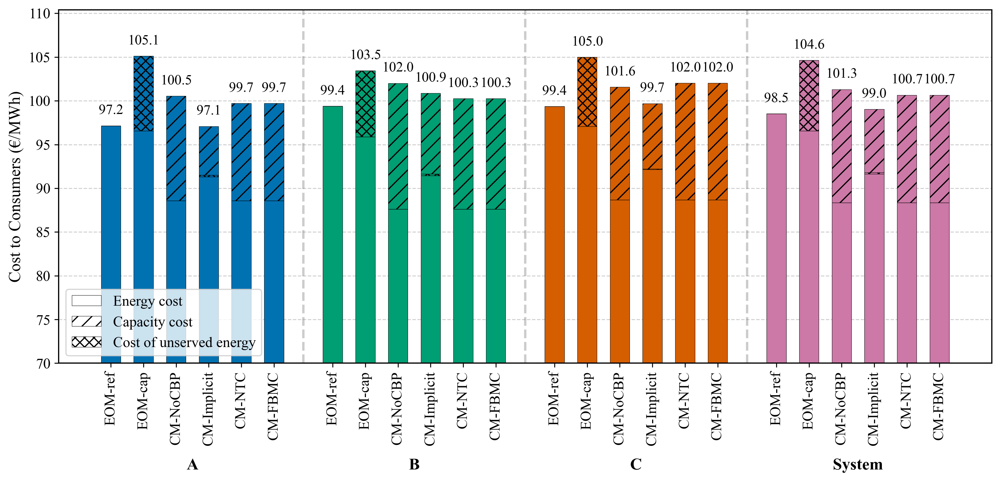 Cost to Consumers (€/MWh)
110
105
100
95
90
85
80
75
70
97.2
105.1
100.5
97.1
99.7
99.7
99.4
103.5
102.0
100.9
100.3
100.3
99.4
105.0
101.6
99.7
102.0
102.0
98.5
104.6
101.3
99.0
100.7
100.7
Energy cost
Capacity cost
Cost of unserved energy
EOM-ref
EOM-cap
CM-NoCBP
CM-Implicit
CM-NTC
CM-FBMC
EOM-ref
EOM-cap
CM-NoCBP
CM-Implicit
CM-NTC
CM-FBMC
EOM-ref
EOM-cap
CM-NoCBP
CM-Implicit
CM-NTC
CM-FBMC
EOM-ref
EOM-cap
CM-NoCBP
CM-Implicit
CM-NTC
CM-FBMC
A
B
C
System